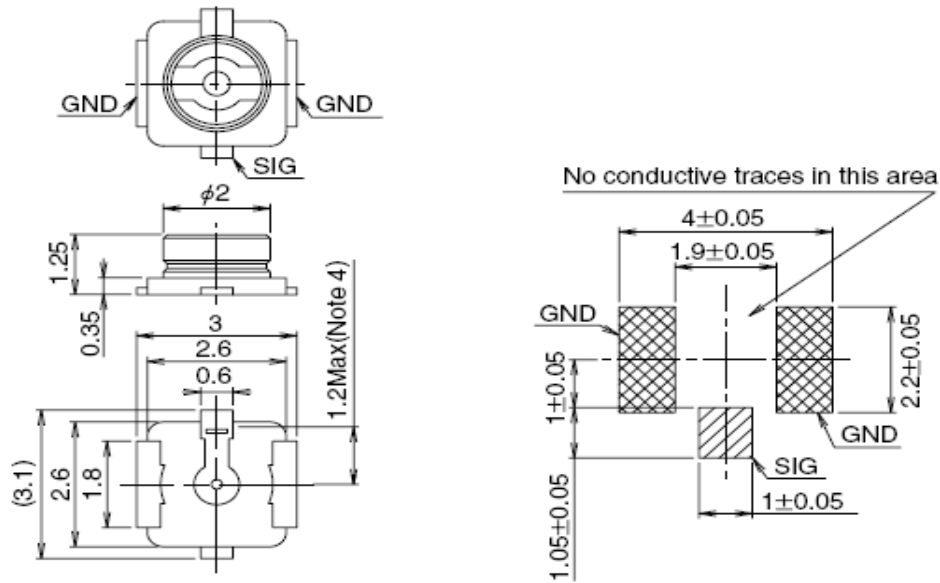 GND
GND
SIG
ϕ2
1.25
0.35
3
2.6
0.6
1.2Max(Note 4)
(3.1)
2.6
1.8
No conductive traces in this area
4±0.05
1.9±0.05
GND
1±0.05
2.2±0.05
GND
SIG
1.05±0.05
1±0.05